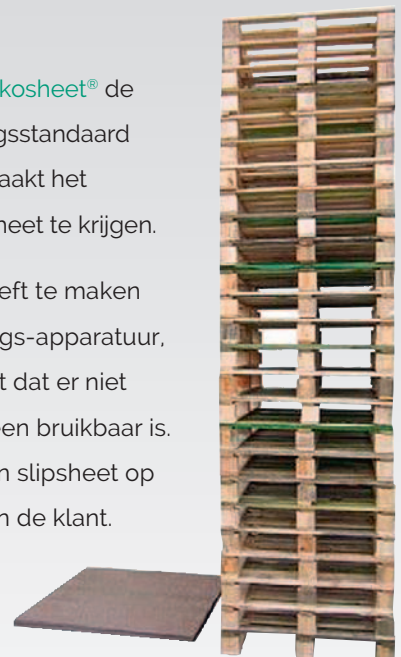 kosheet® de
gsstandaard
aakt het
neet te krijgen.
eft te maken
gs-apparatuur,
t dat er niet
en bruikbaar is.
n slipsheet op
n de klant.